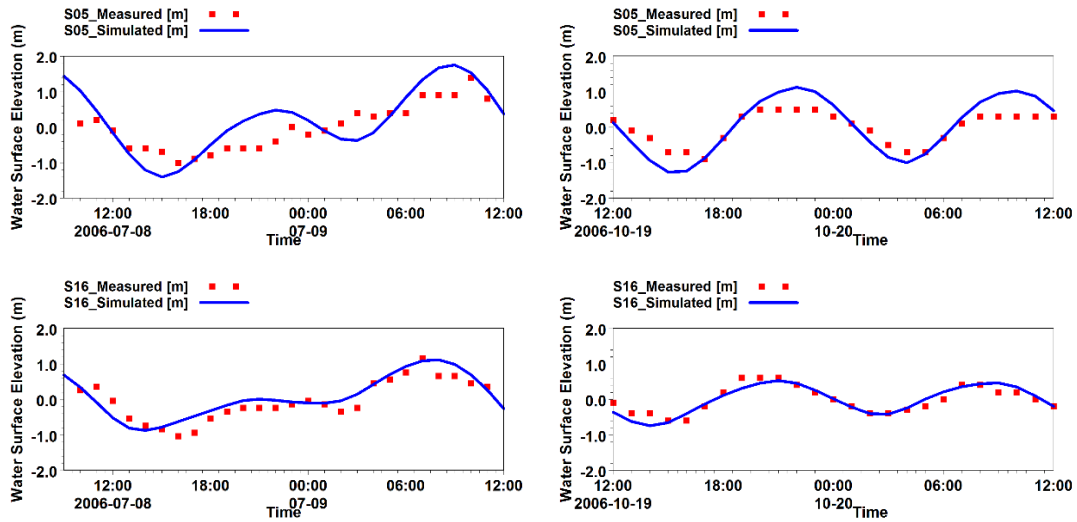 S05_Measured [m]
S05_Simulated [m]
Water Surface Elevation (m)
2.0
1.0
0.0
-1.0
-2.0
12:00 18:00 00:00 06:00 12:00
2006-07-08 07-09
Time
S05_Measured [m]
S05_Simulated [m]
Water Surface Elevation (m)
2.0
1.0
0.0
-1.0
-2.0
12:00 18:00 00:00 06:00 12:00
2006-10-19 10-20
Time
S16_Measured [m]
S16_Simulated [m]
Water Surface Elevation (m)
2.0
1.0
0.0
-1.0
-2.0
12:00 18:00 00:00 06:00 12:00
2006-07-08 07-09
Time
S16_Measured [m]
S16_Simulated [m]
Water Surface Elevation (m)
2.0
1.0
0.0
-1.0
-2.0
12:00 18:00 00:00 06:00 12:00
2006-10-19 10-20
Time